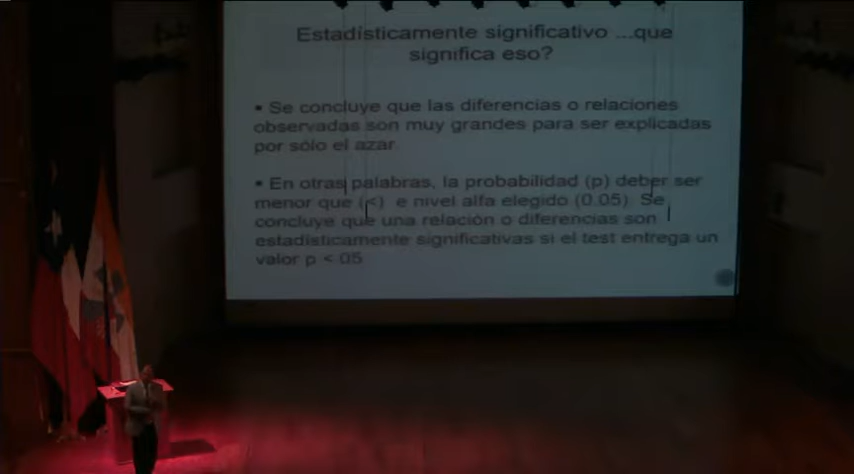 Estadísticamente significativo ...que
significa eso?
▪ Se concluye que las diferencias o relaciones
observadas son muy grandes para ser explicadas
por sólo el azar.
▪ En otras palabras, la probabilidad (p) deber ser
menor que (<) e nivel alfa elegido (0.05). Se
concluye que una relación o diferencias son
estadísticamente significativas si el test entrega un
valor p < 05